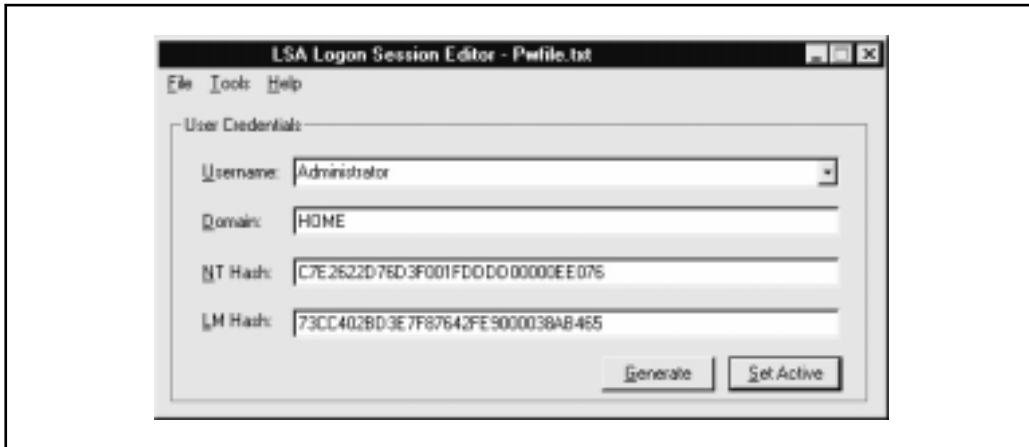 LSA Logon Session Editor - Pwfile.txt
File Tools Help
User Credentials
Username: Administrator
Domain: HOME
NT Hash: C7E2622D76D3F001FDDDD00000EE076
LM Hash: 73CC402BD3E7F87642FE9000038AB465
Generate Set Active